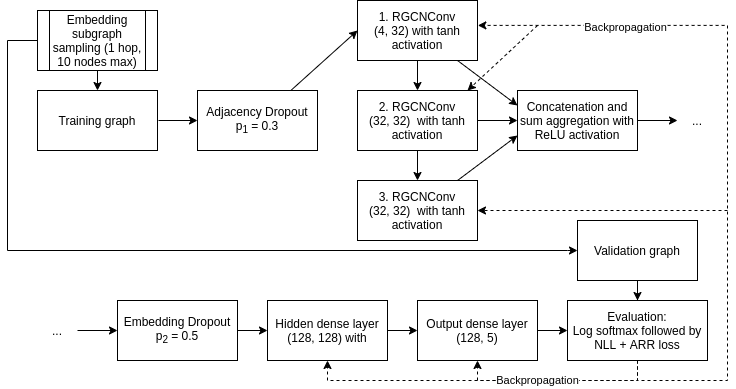 Embedding
subgraph
sampling (1 hop,
10 nodes max)
Training graph
Adjacency Dropout
p1 = 0.3
1. RGCNConv
(4, 32) with tanh
activation
2. RGCNConv
(32, 32) with tanh
activation
3. RGCNConv
(32, 32) with tanh
activation
Concatenation and
sum aggregation with
ReLU activation
...
Backpropagation
Validation graph
...
Embedding Dropout
p2 = 0.5
Hidden dense layer
(128, 128) with
Output dense layer
(128, 5)
Evaluation:
Log softmax followed by
NLL + ARR loss
Backpropagation